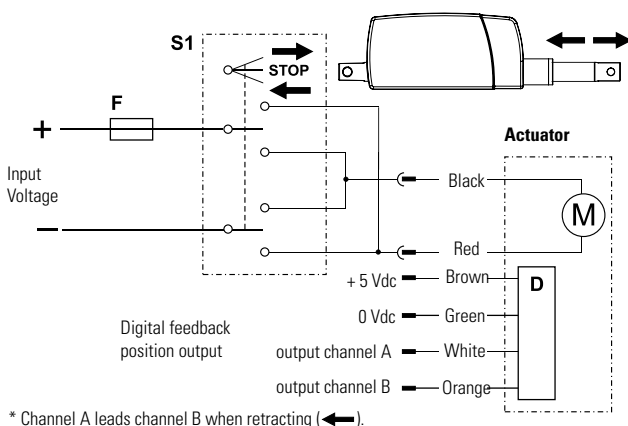 S1
STOP
F
+
Input
Voltage
−
Actuator
Black
M
Red
+ 5 Vdc
Brown
D
0 Vdc
Green
Digital feedback
position output
output channel A
White
output channel B
Orange
* Channel A leads channel B when retracting (←).